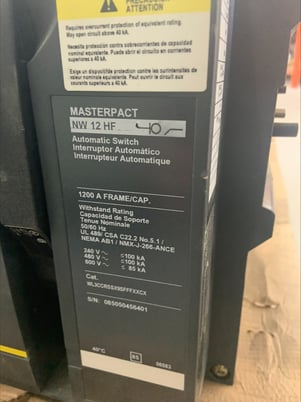 PRECAUCIÓN
ATTENTION
Requires overcurrent protection of equivalent rating.
May open circuit above 40 kA.
Necesita protección contra sobrecorrientes de capacidad
nominal equivalente. Puede abrir el circuito en corrientes
superiores a 40 kA.
Exige un dispositif de protection contre les surintensités de
valeur nominale équivalente. Peut ouvrir le circuit aux
courants supérieurs à 40 kA.
MASTERPACT
NW 12 HF
Automatic Switch
Interruptor Automático
Interrupteur Automatique
1200 A FRAME/CAP.
Withstand Rating
Capacidad de Soporte
Tenue Nominale
50/60 Hz
UL 489/ CSA C22.2 No.5.1 /
NEMA AB1 / NMX-J-266-ANCE
240 V ≤100 kA
480 V ≤100 kA
600 V ≤ 85 kA
Cat.
S/N:
40°C